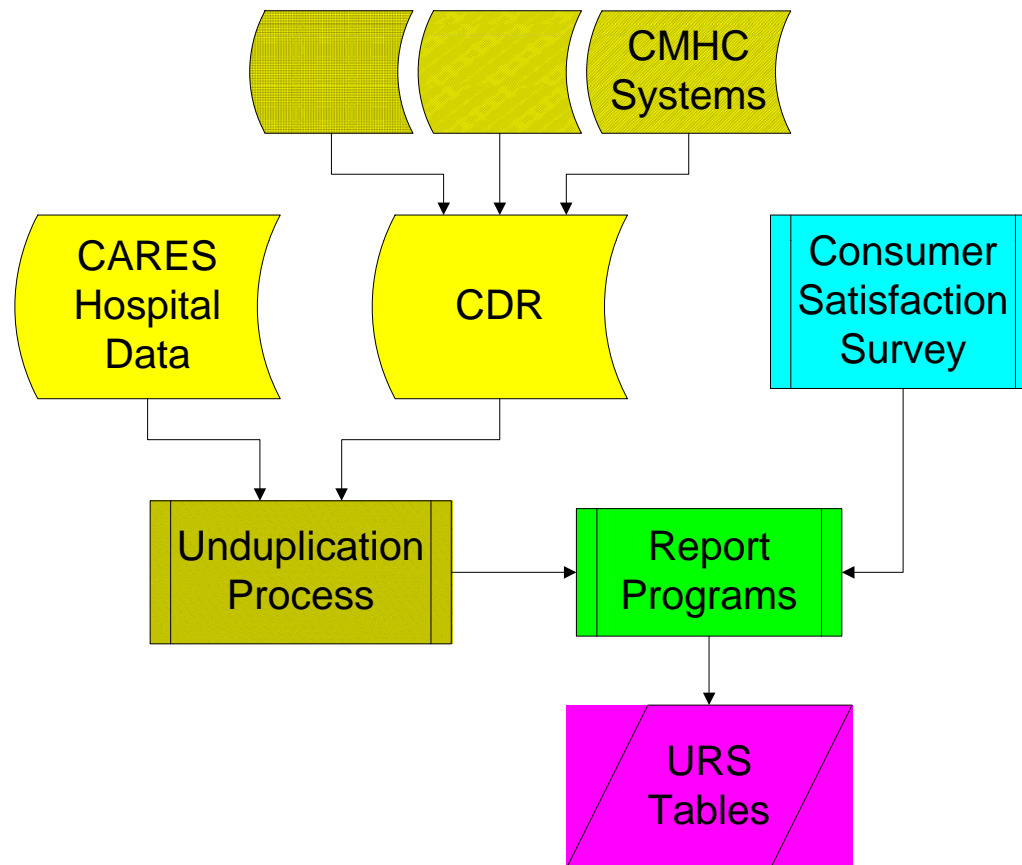 CMHC
Systems
CARES
Hospital
Data
CDR
Consumer
Satisfaction
Survey
Unduplication
Process
Report
Programs
URS
Tables